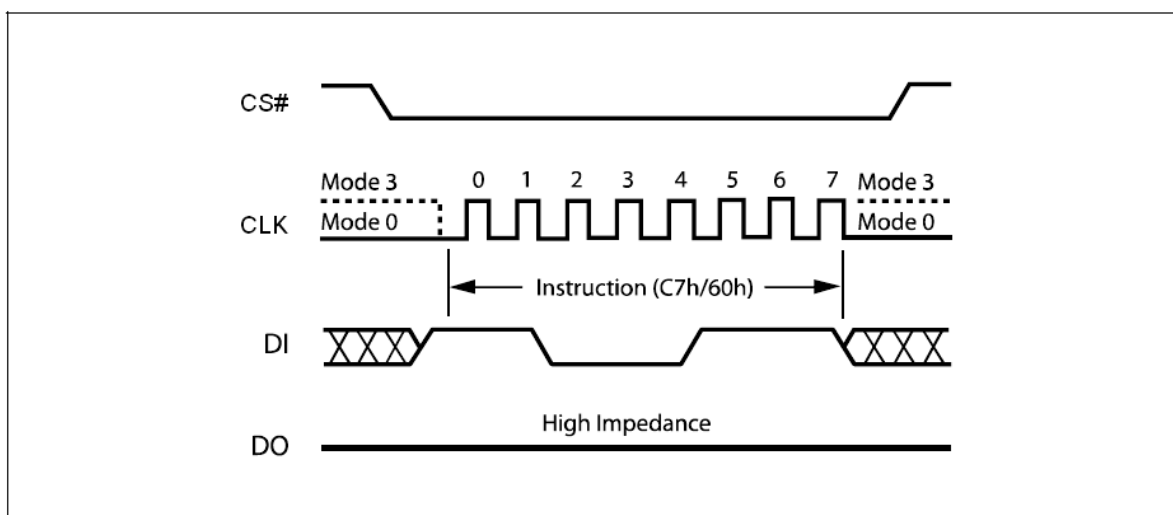 CS#
Mode 3 0 1 2 3 4 5 6 7 Mode 3
CLK Mode 0 Mode 0
Instruction (C7h/60h)
DI
High Impedance
DO